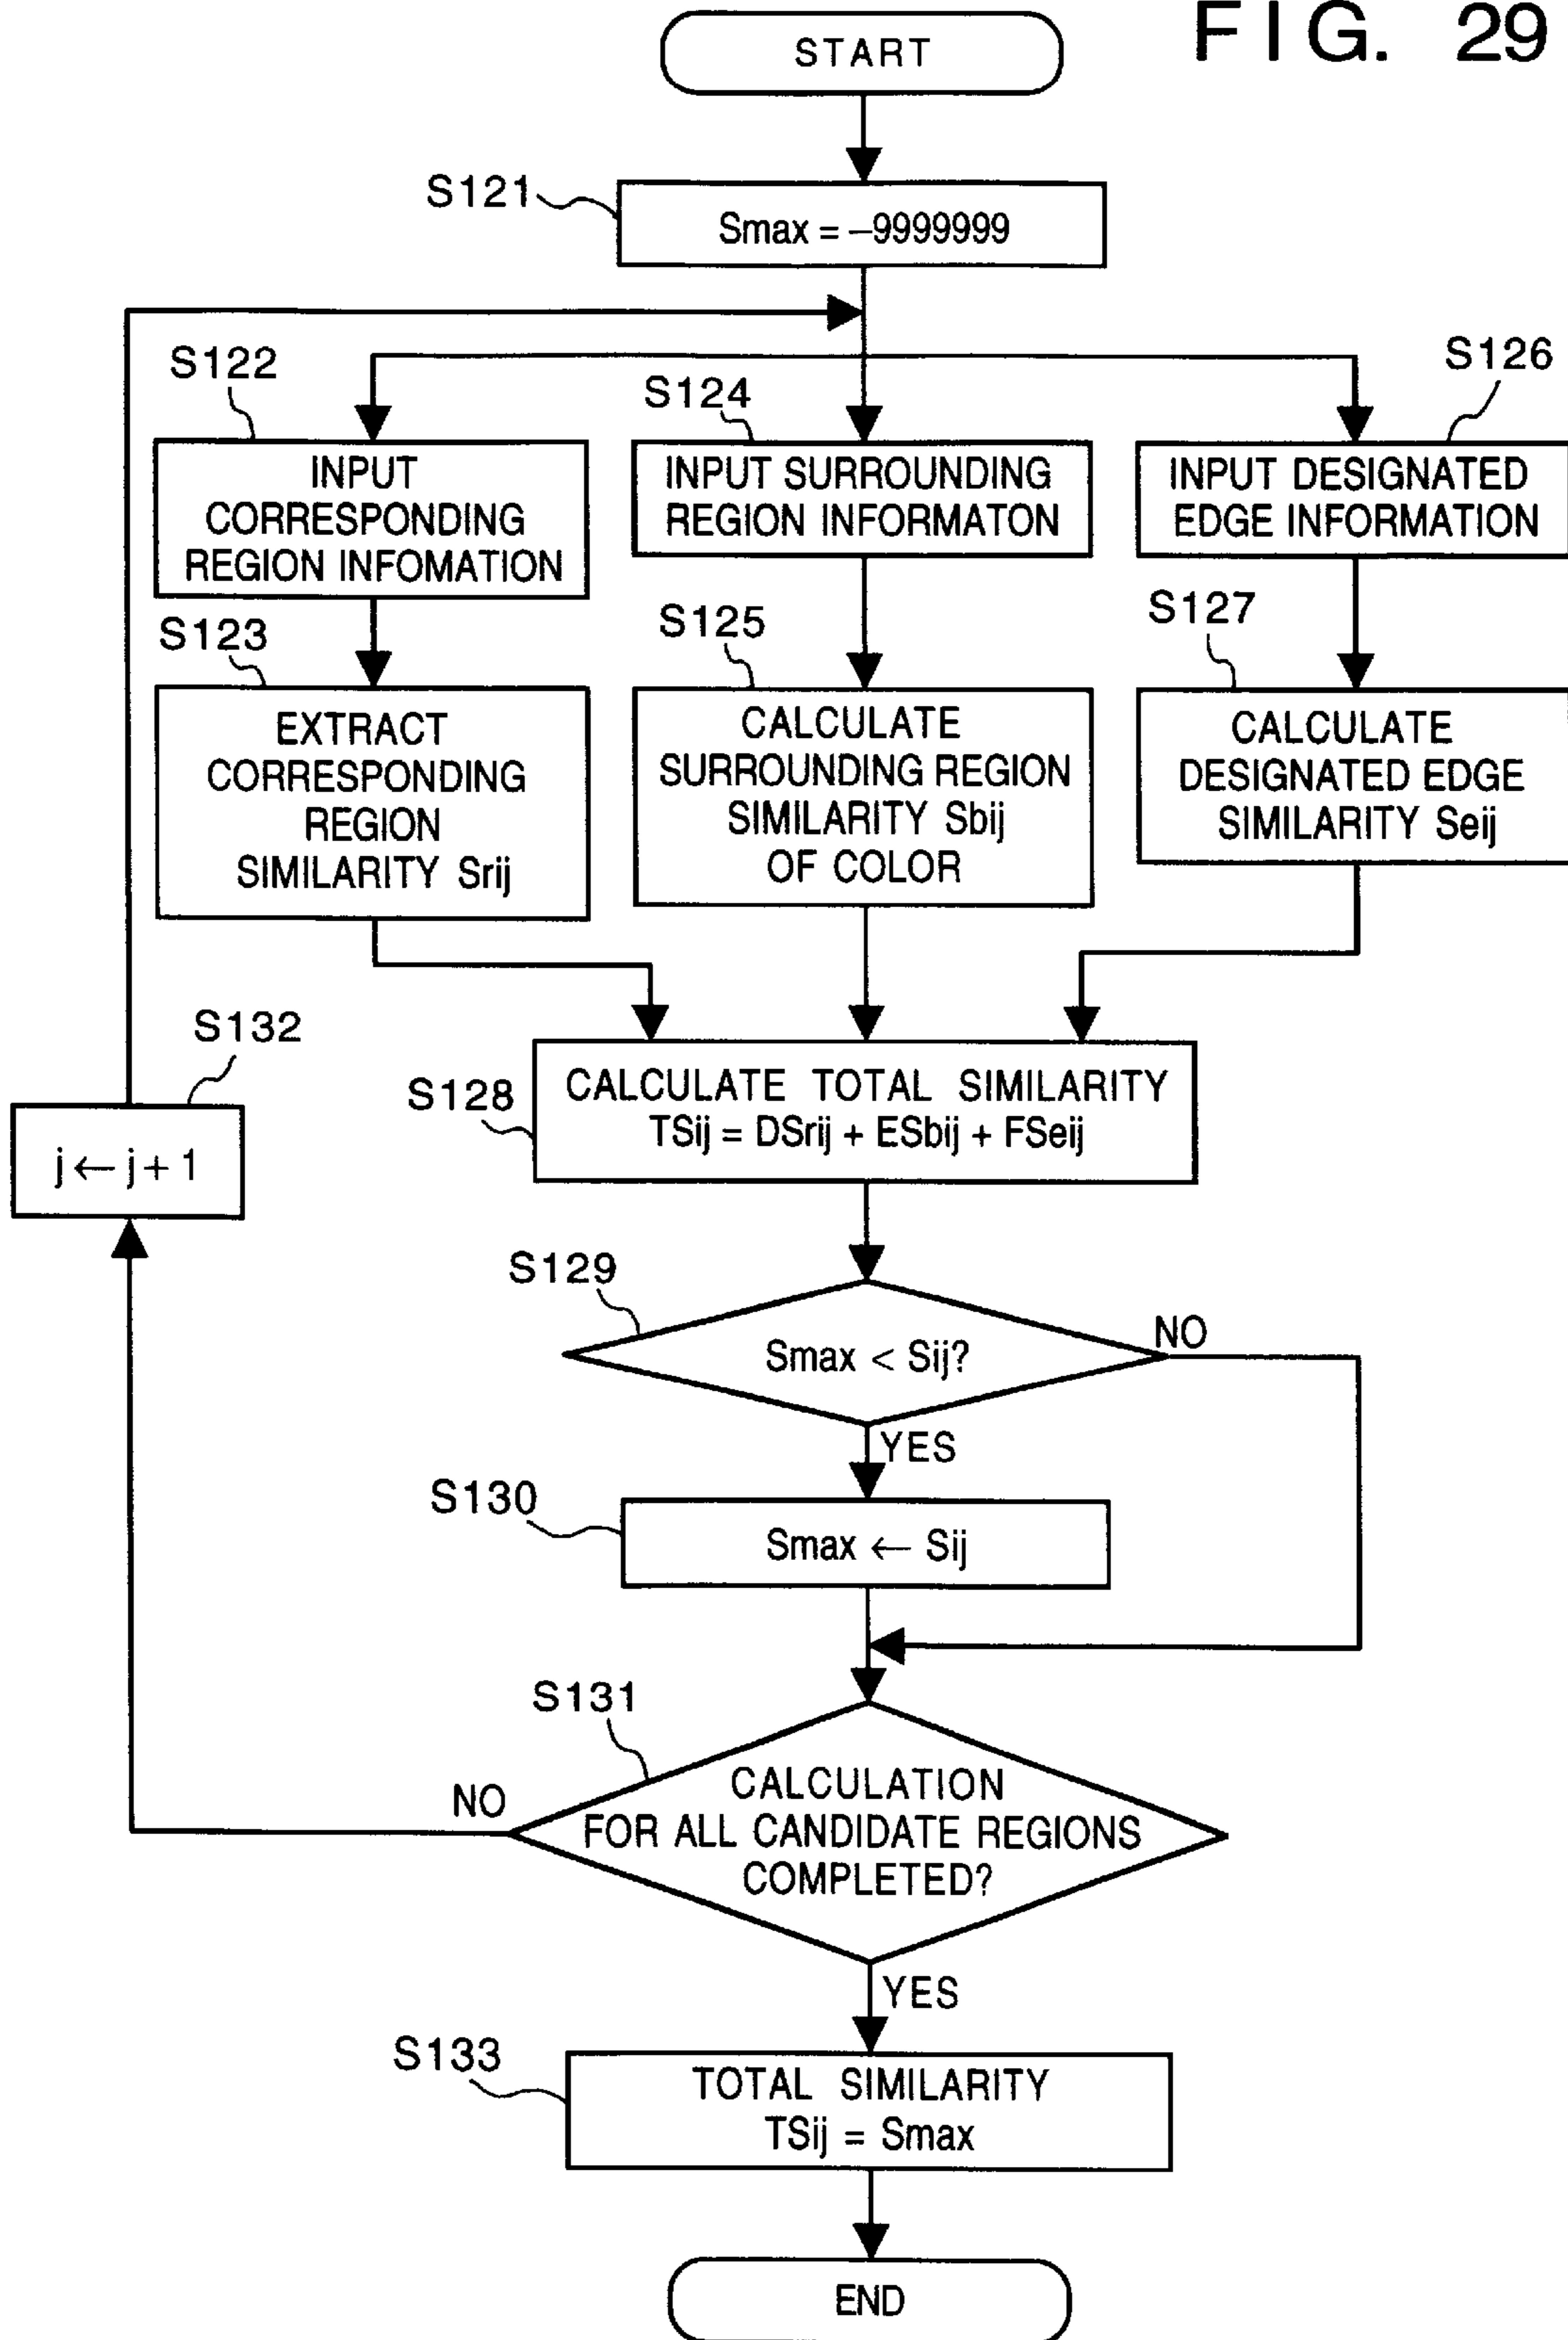 FIG. 29
START
S121
Smax = –9999999
S122
S124
S126
INPUT
CORRESPONDING
REGION INFOMATION
INPUT SURROUNDING
REGION INFORMATON
INPUT DESIGNATED
EDGE INFORMATION
S123
S125
S127
EXTRACT
CORRESPONDING
REGION
SIMILARITY Srij
CALCULATE
SURROUNDING REGION
SIMILARITY Sbij
OF COLOR
CALCULATE
DESIGNATED EDGE
SIMILARITY Seij
S132
j ← j + 1
S128
CALCULATE TOTAL SIMILARITY
TSij = DSrij + ESbij + FSeij
S129
Smax < Sij?
NO
YES
S130
Smax ← Sij
S131
NO
CALCULATION
FOR ALL CANDIDATE REGIONS
COMPLETED?
YES
S133
TOTAL SIMILARITY
TSij = Smax
END